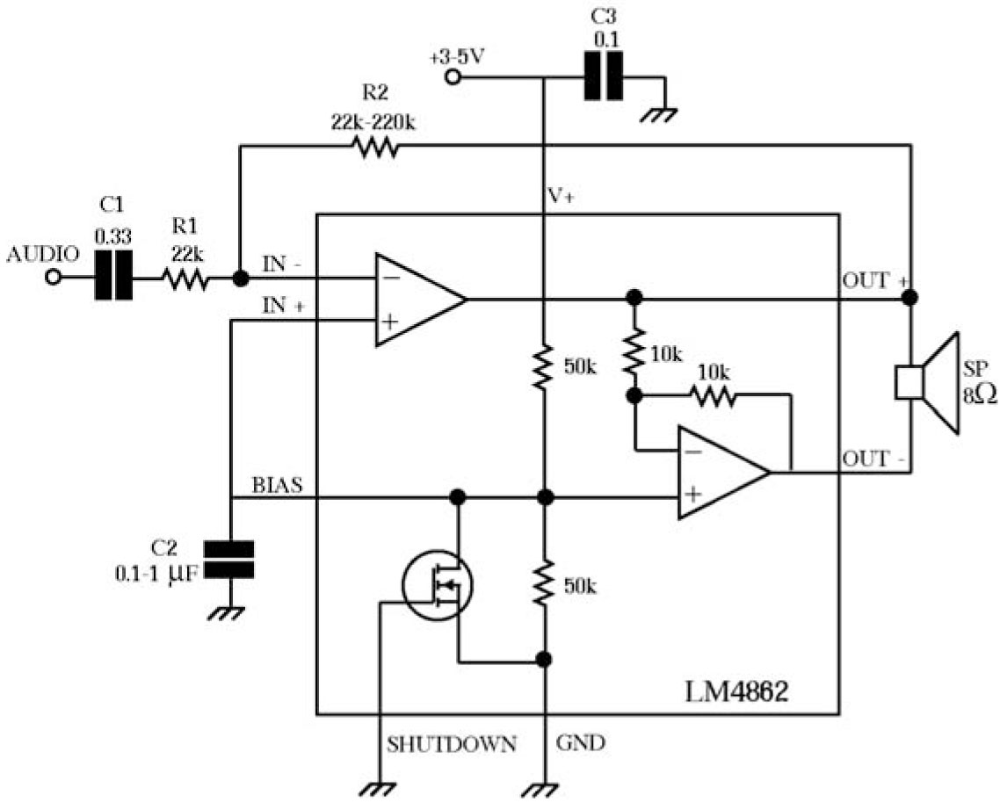 C3
0.1
+3-5V
R2
22k-220k
V+
C1
0.33
R1
22k
AUDIO
IN -
IN +
−
+
OUT +
50k
10k
10k
SP
8Ω
−
+
OUT -
BIAS
C2
0.1-1 µF
50k
LM4862
SHUTDOWN
GND